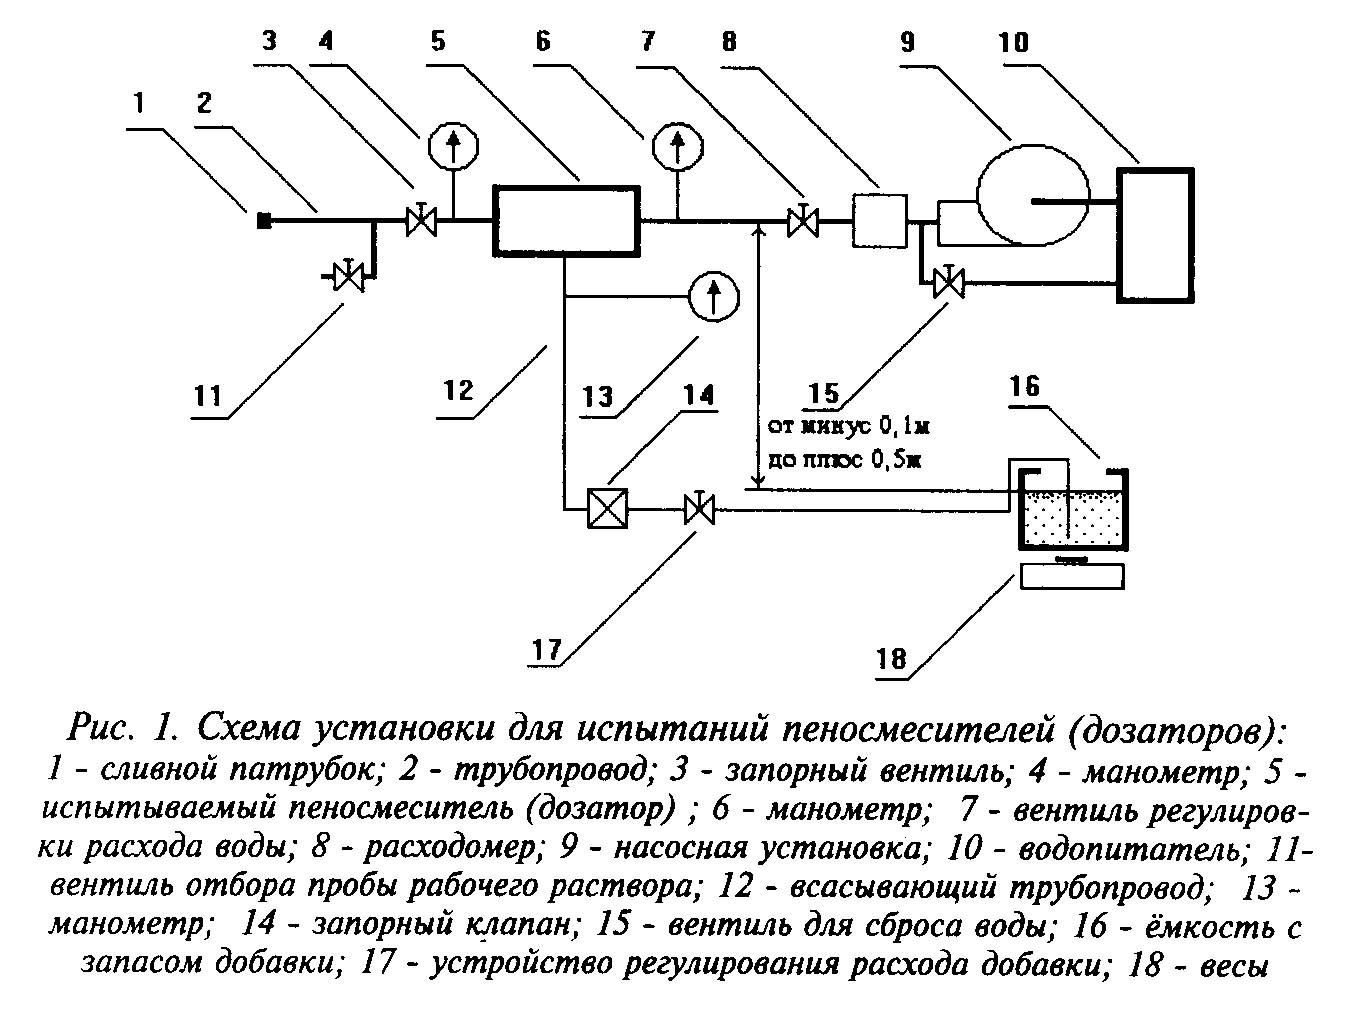 3 4 5 6 7 8 9 10
1 2
11 12 13 14 15 16
от минус 0,1м
до плюс 0,5м
17 18
Рис. 1. Схема установки для испытаний пеносмесителей (дозаторов):
1 - сливной патрубок; 2 - трубопровод; 3 - запорный вентиль; 4 - манометр; 5 -
испытываемый пеносмеситель (дозатор) ; 6 - манометр; 7 - вентиль регулиров-
ки расхода воды; 8 - расходомер; 9 - насосная установка; 10 - водопитатель; 11-
вентиль отбора пробы рабочего раствора; 12 - всасывающий трубопровод; 13 -
манометр; 14 - запорный клапан; 15 - вентиль для сброса воды; 16 - ёмкость с
запасом добавки; 17 - устройство регулирования расхода добавки; 18 - весы